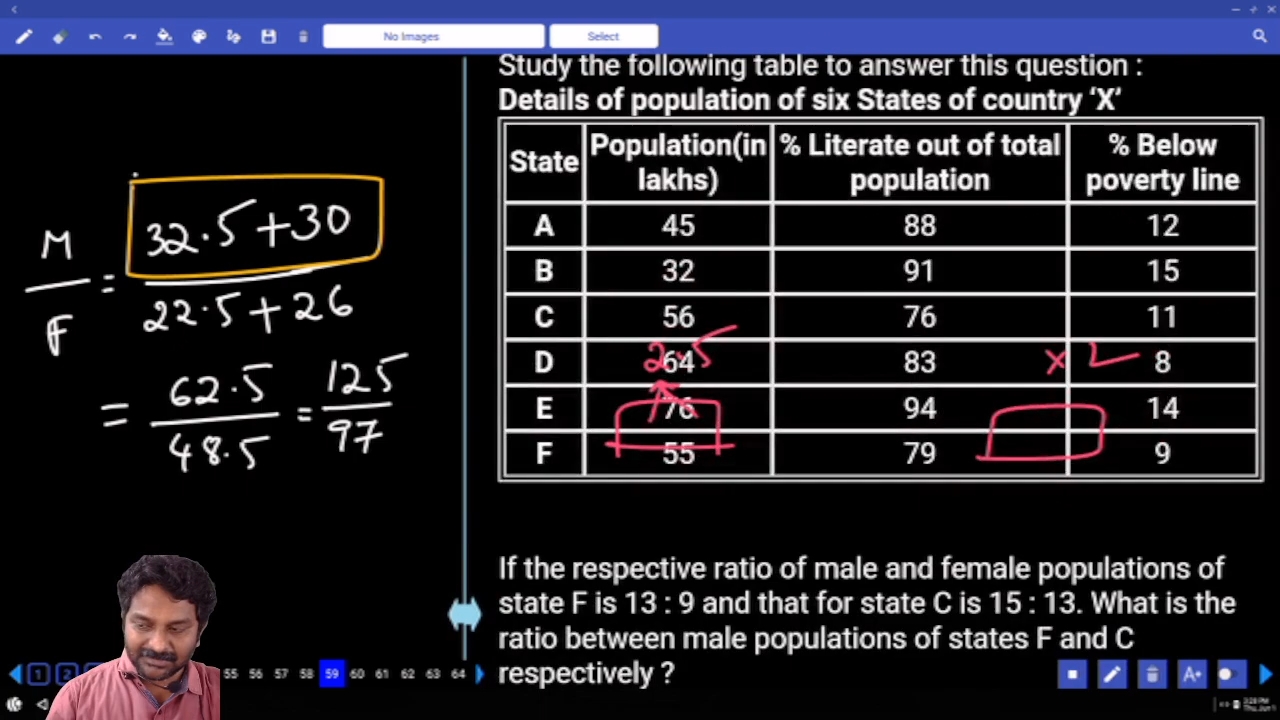 No Images
Select
Study the following table to answer this question :
Details of population of six States of country ‘X’
State Population(in lakhs) % Literate out of total population % Below poverty line
A 45 88 12
B 32 91 15
C 56 76 11
D 64 83 8
E 76 94 14
F 55 79 9
2.5
× 2
M/F = 32.5+30 / 22.5+26
= 62.5/48.5 = 125/97
If the respective ratio of male and female populations of
state F is 13 : 9 and that for state C is 15 : 13. What is the
ratio between male populations of states F and C
respectively ?
1 2 55 56 57 58 59 60 61 62 63 64
A+